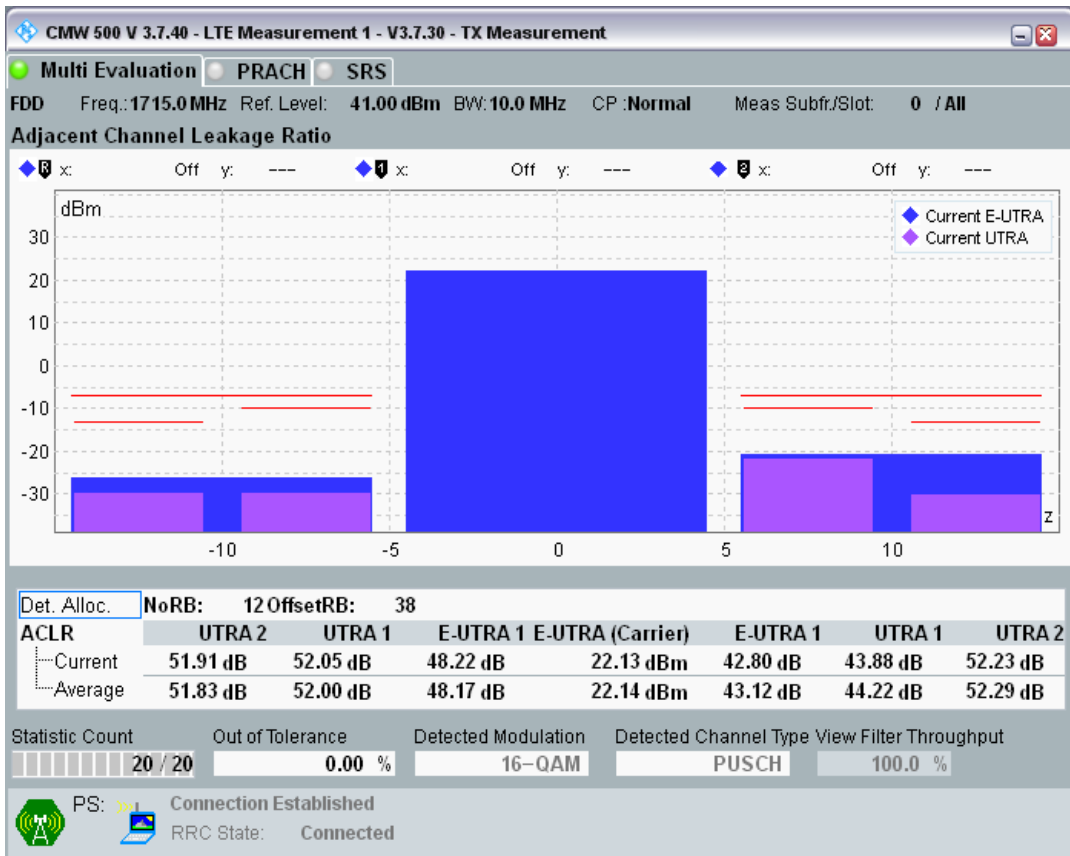 CMW 500 V 3.7.40 - LTE Measurement 1 - V3.7.30 - TX Measurement
Multi Evaluation PRACH SRS
FDD Freq.:1715.0 MHz Ref. Level: 41.00 dBm BW:10.0 MHz CP :Normal Meas Subfr./Slot: 0 / All
Adjacent Channel Leakage Ratio
R x: Off y: --- 1 x: Off y: --- 2 x: Off y: ---
dBm
Current E-UTRA
Current UTRA
30
20
10
0
-10
-20
-30
z
-10 -5 0 5 10
Det. Alloc. NoRB: 12 OffsetRB: 38
ACLR UTRA 2 UTRA 1 E-UTRA 1 E-UTRA (Carrier) E-UTRA 1 UTRA 1 UTRA 2
Current 51.91 dB 52.05 dB 48.22 dB 22.13 dBm 42.80 dB 43.88 dB 52.23 dB
Average 51.83 dB 52.00 dB 48.17 dB 22.14 dBm 43.12 dB 44.22 dB 52.29 dB
Statistic Count Out of Tolerance Detected Modulation Detected Channel Type View Filter Throughput
20 / 20 0.00 % 16-QAM PUSCH 100.0 %
PS: Connection Established
RRC State: Connected